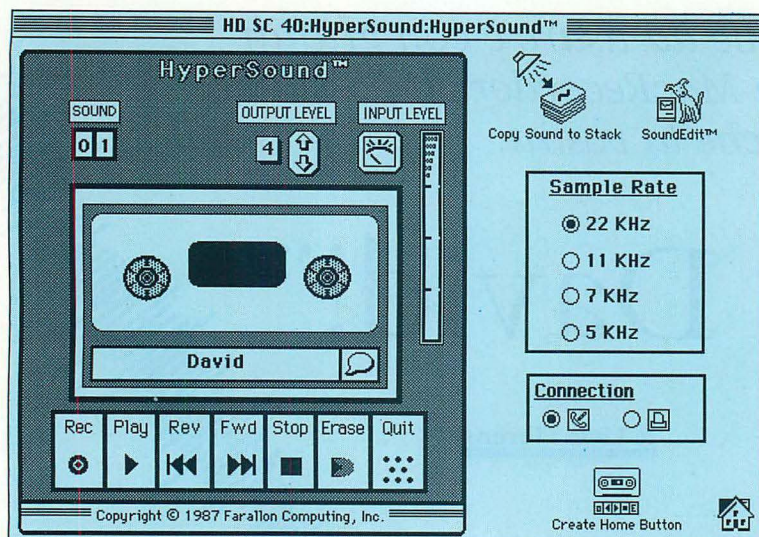 HD SC 40:HyperSound:HyperSound™
HyperSound™
SOUND
OUTPUT LEVEL
INPUT LEVEL
01
4
David
Rec
Play
Rev
Fwd
Stop
Erase
Quit
Copyright © 1987 Farallon Computing, Inc.
Copy Sound to Stack
SoundEdit™
Sample Rate
22 KHz
11 KHz
7 KHz
5 KHz
Connection
Create Home Button